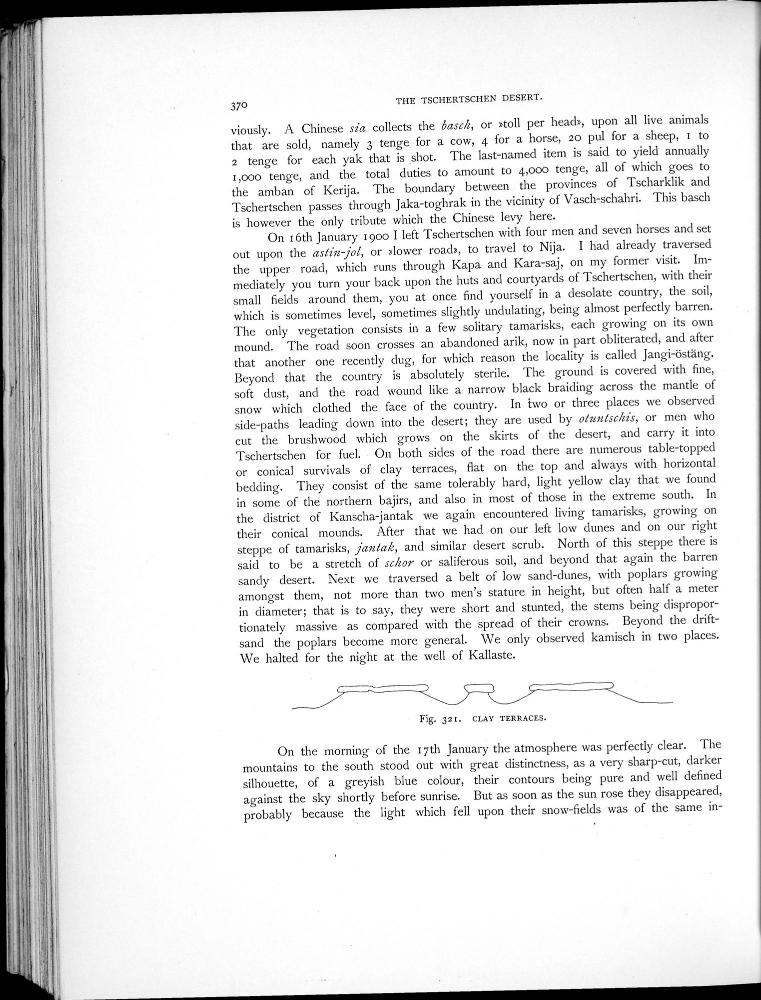 370
THE TSCHERTSCHEN DESERT.
viously. A Chinese sia collects the basch, or »toll per head», upon all live animals
that are sold, namely 3 tenge for a cow, 4 for a horse, 20 pul for a sheep, 1 to
2 tenge for each yak that is shot. The last-named item is said to yield annually
1,000 tenge, and the total duties to amount to 4,000 tenge, all of which goes to
the amban of Kerija. The boundary between the provinces of Tscharklik and
Tschertschen passes through Jaka-toghrak in the vicinity of Vasch-schahri. This basch
is however the only tribute which the Chinese levy here.
On 16th January 1900 I left Tschertschen with four men and seven horses and set
out upon the astin-jol, or »lower road», to travel to Nija. I had already traversed
the upper road, which runs through Kapa and Kara-saj, on my former visit. Im-
mediately you turn your back upon the huts and courtyards of Tschertschen, with their
small fields around them, you at once find yourself in a desolate country, the soil,
which is sometimes level, sometimes slightly undulating, being almost perfectly barren.
The only vegetation consists in a few solitary tamarisks, each growing on its own
mound. The road soon crosses an abandoned arik, now in part obliterated, and after
that another one recently dug, for which reason the locality is called Jangi-östäng.
Beyond that the country is absolutely sterile. The ground is covered with fine,
soft dust, and the road wound like a narrow black braiding across the mantle of
snow which clothed the face of the country. In two or three places we observed
side-paths leading down into the desert; they are used by otuntschis, or men who
cut the brushwood which grows on the skirts of the desert, and carry it into
Tschertschen for fuel. On both sides of the road there are numerous table-topped
or conical survivals of clay terraces, flat on the top and always with horizontal
bedding. They consist of the same tolerably hard, light yellow clay that we found
in some of the northern bajirs, and also in most of those in the extreme south. In
the district of Kanscha-jantak we again encountered living tamarisks, growing on
their conical mounds. After that we had on our left low dunes and on our right
steppe of tamarisks, jantak, and similar desert scrub. North of this steppe there is
said to be a stretch of schor or saliferous soil, and beyond that again the barren
sandy desert. Next we traversed a belt of low sand-dunes, with poplars growing
amongst them, not more than two men's stature in height, but often half a meter
in diameter; that is to say, they were short and stunted, the stems being dispropor-
tionately massive as compared with the spread of their crowns. Beyond the drift-
sand the poplars become more general. We only observed kamisch in two places.
We halted for the night at the well of Kallaste.
Fig. 321. CLAY TERRACES.
On the morning of the 17th January the atmosphere was perfectly clear. The
mountains to the south stood out with great distinctness, as a very sharp-cut, darker
silhouette, of a greyish blue colour, their contours being pure and well defined
against the sky shortly before sunrise. But as soon as the sun rose they disappeared,
probably because the light which fell upon their snow-fields was of the same in-